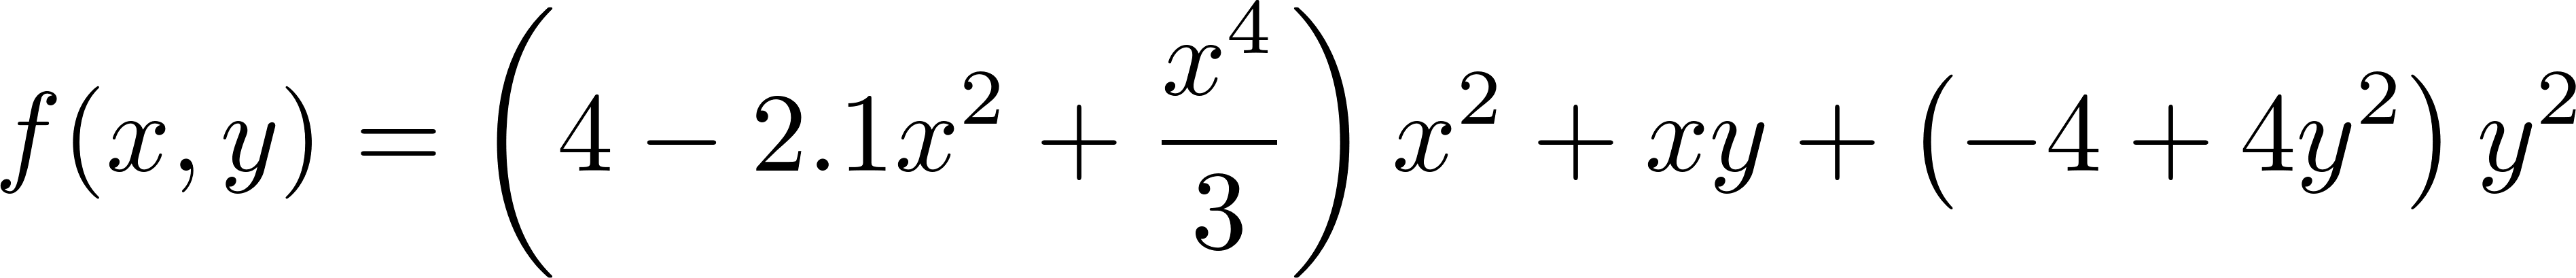 f(x, y) = (4 − 2.1x² + x⁴/3) x² + xy + (−4 + 4y²) y²